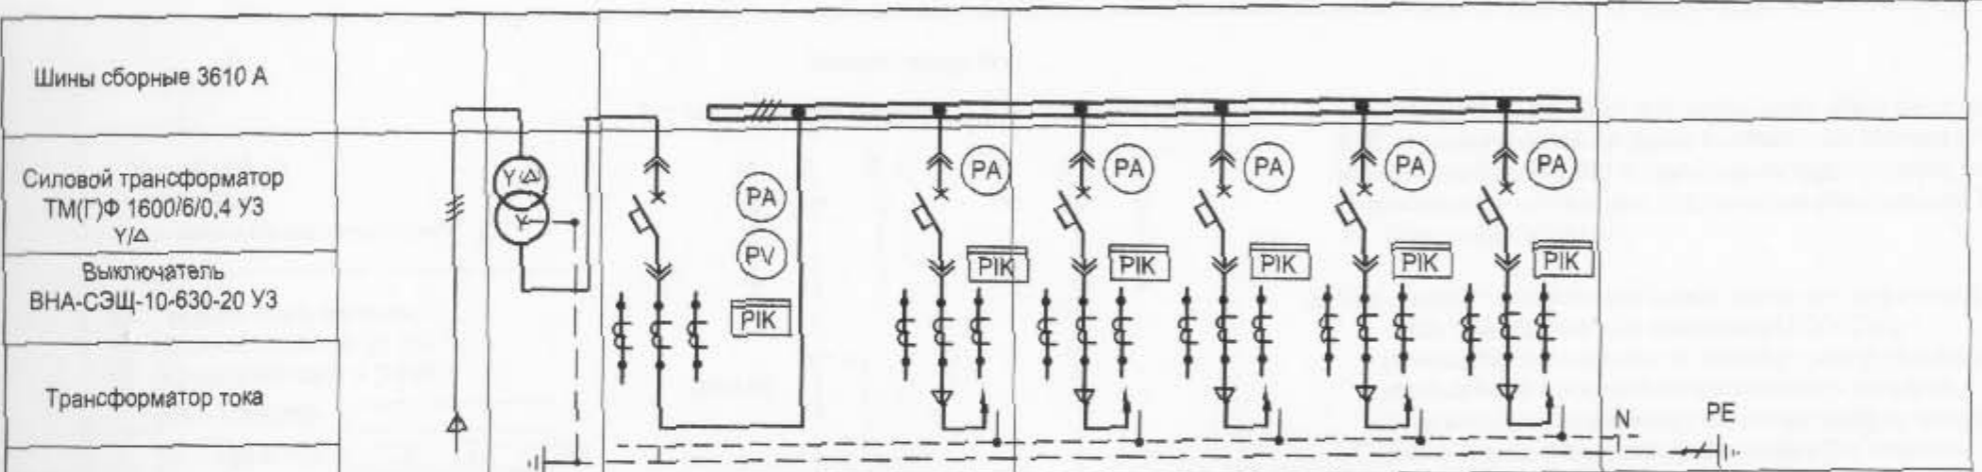 Шины сборные 3610 А
Силовой трансформатор
ТМ(Г)Ф 1600/6/0,4 У3
Y/Δ
Выключатель
ВНА-СЭЩ-10-630-20 У3
Трансформатор тока
Y(Δ)
Y
PA
PV
PIK
PA
PIK
PA
PIK
PA
PIK
PA
PIK
PA
PIK
N
PE